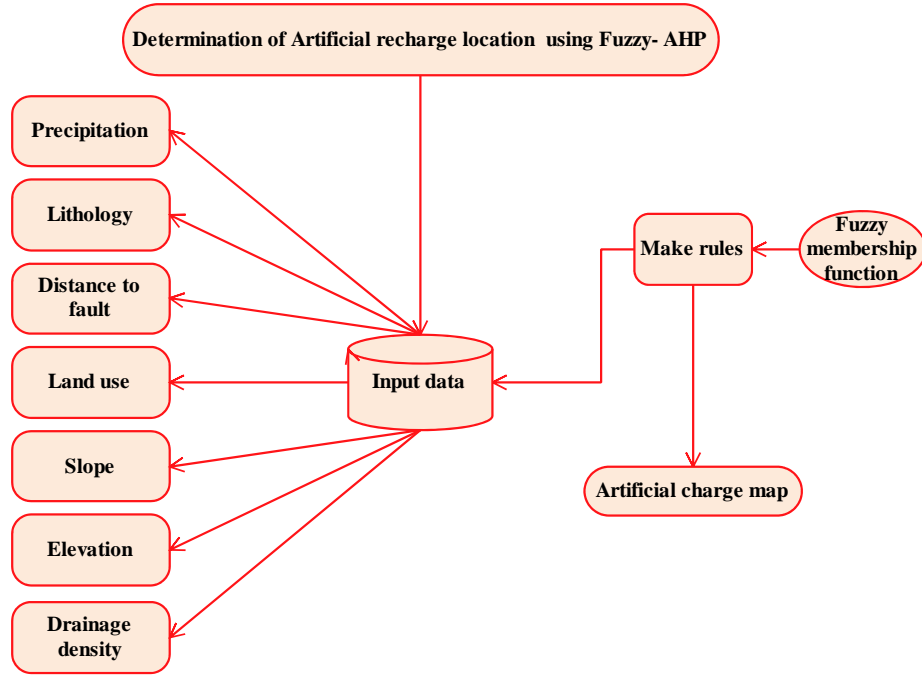 Determination of Artificial recharge location using Fuzzy- AHP
Precipitation
Lithology
Distance to
fault
Land use
Slope
Elevation
Drainage
density
Input data
Make rules
Fuzzy
membership
function
Artificial charge map